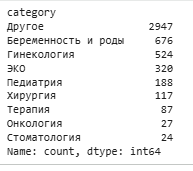 category
Другое 2947
Беременность и роды 676
Гинекология 524
ЭКО 320
Педиатрия 188
Хирургия 117
Терапия 87
Онкология 27
Стоматология 24
Name: count, dtype: int64